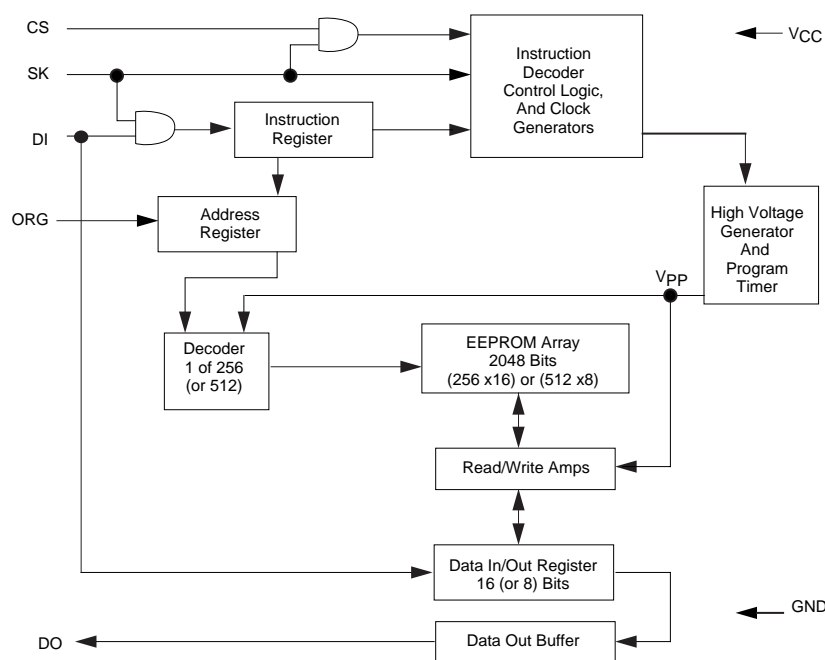 CS
SK
DI
ORG
Instruction
Decoder
Control Logic,
And Clock
Generators
VCC
Instruction
Register
Address
Register
High Voltage
Generator
And
Program
Timer
VPP
Decoder
1 of 256
(or 512)
EEPROM Array
2048 Bits
(256 x16) or (512 x8)
Read/Write Amps
Data In/Out Register
16 (or 8) Bits
GND
DO
Data Out Buffer